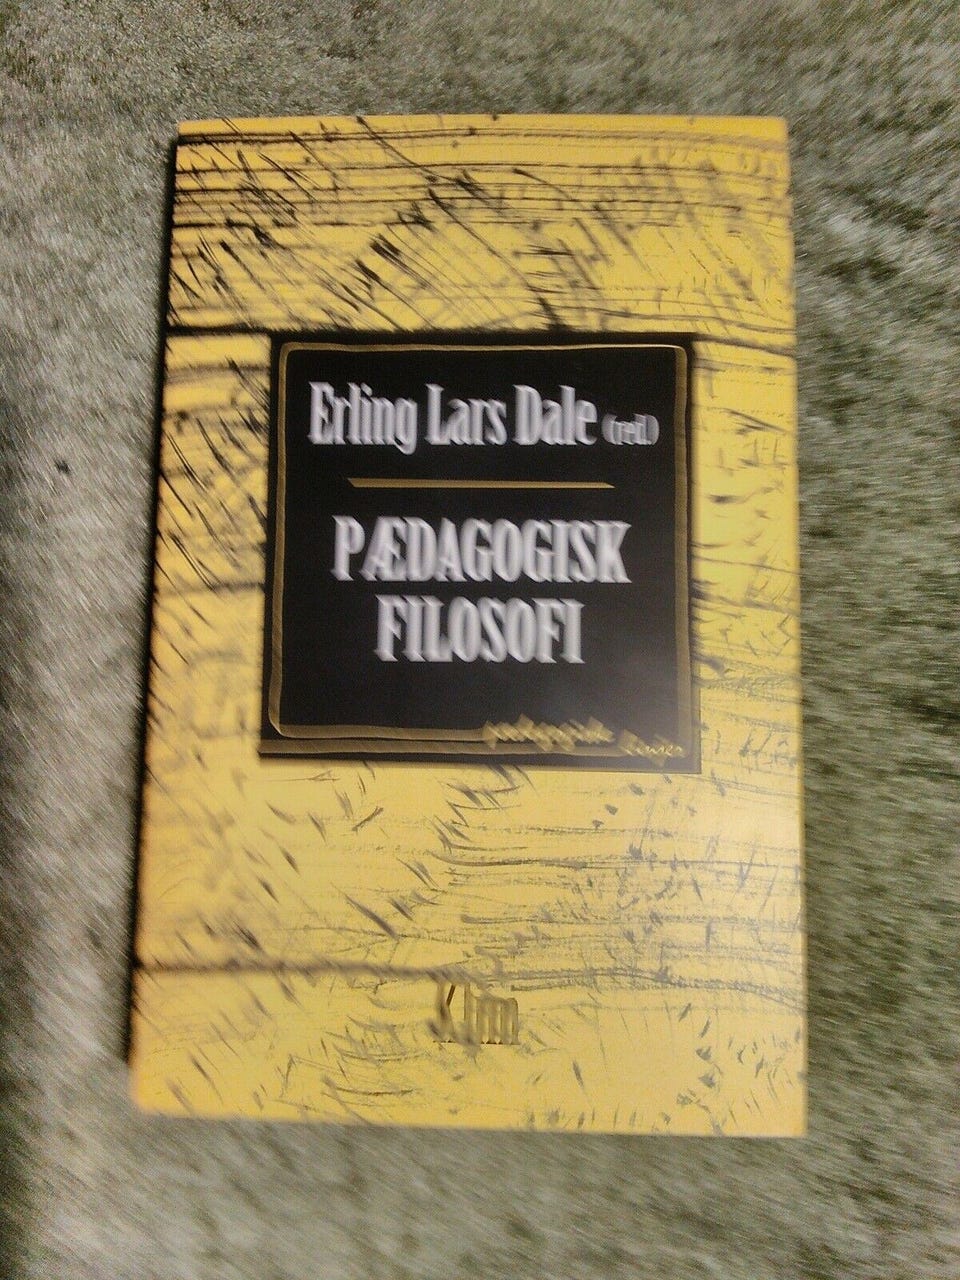 Erling Lars Dale (red.)
PÆDAGOGISK
FILOSOFI
Klim